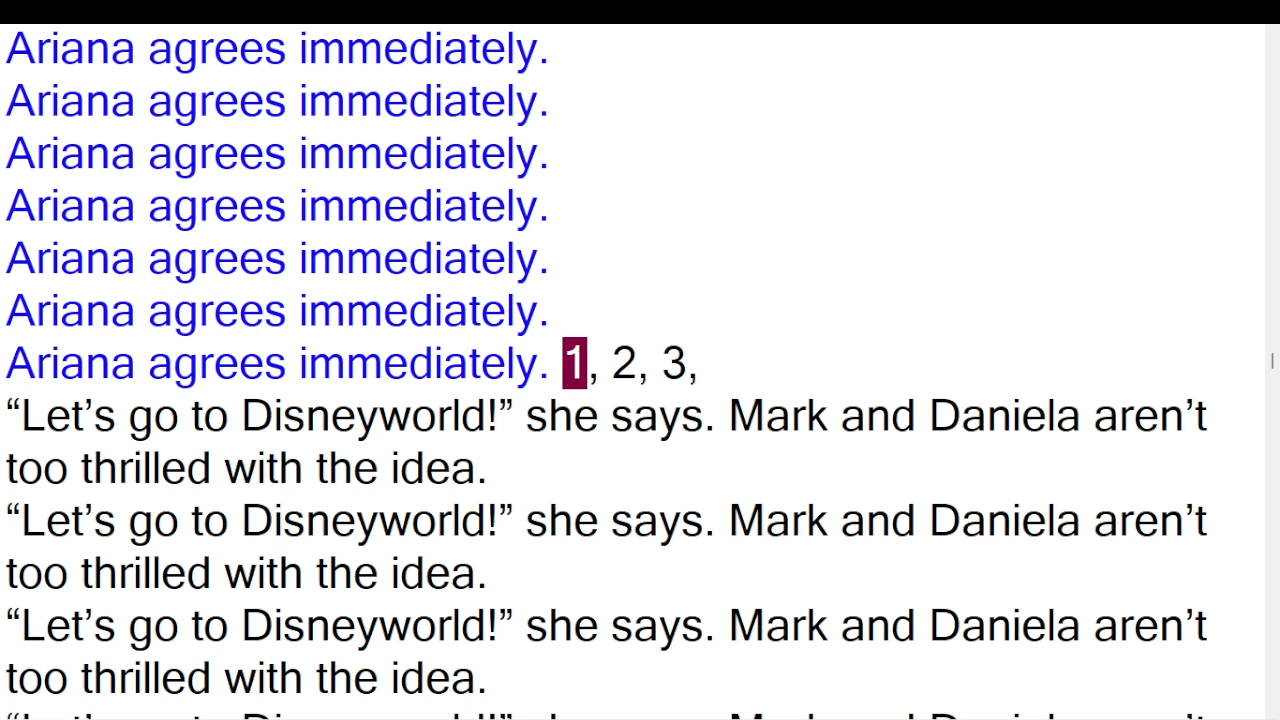 Ariana agrees immediately.
Ariana agrees immediately.
Ariana agrees immediately.
Ariana agrees immediately.
Ariana agrees immediately.
Ariana agrees immediately.
Ariana agrees immediately. 1, 2, 3,
“Let’s go to Disneyworld!” she says. Mark and Daniela aren’t
too thrilled with the idea.
“Let’s go to Disneyworld!” she says. Mark and Daniela aren’t
too thrilled with the idea.
“Let’s go to Disneyworld!” she says. Mark and Daniela aren’t
too thrilled with the idea.